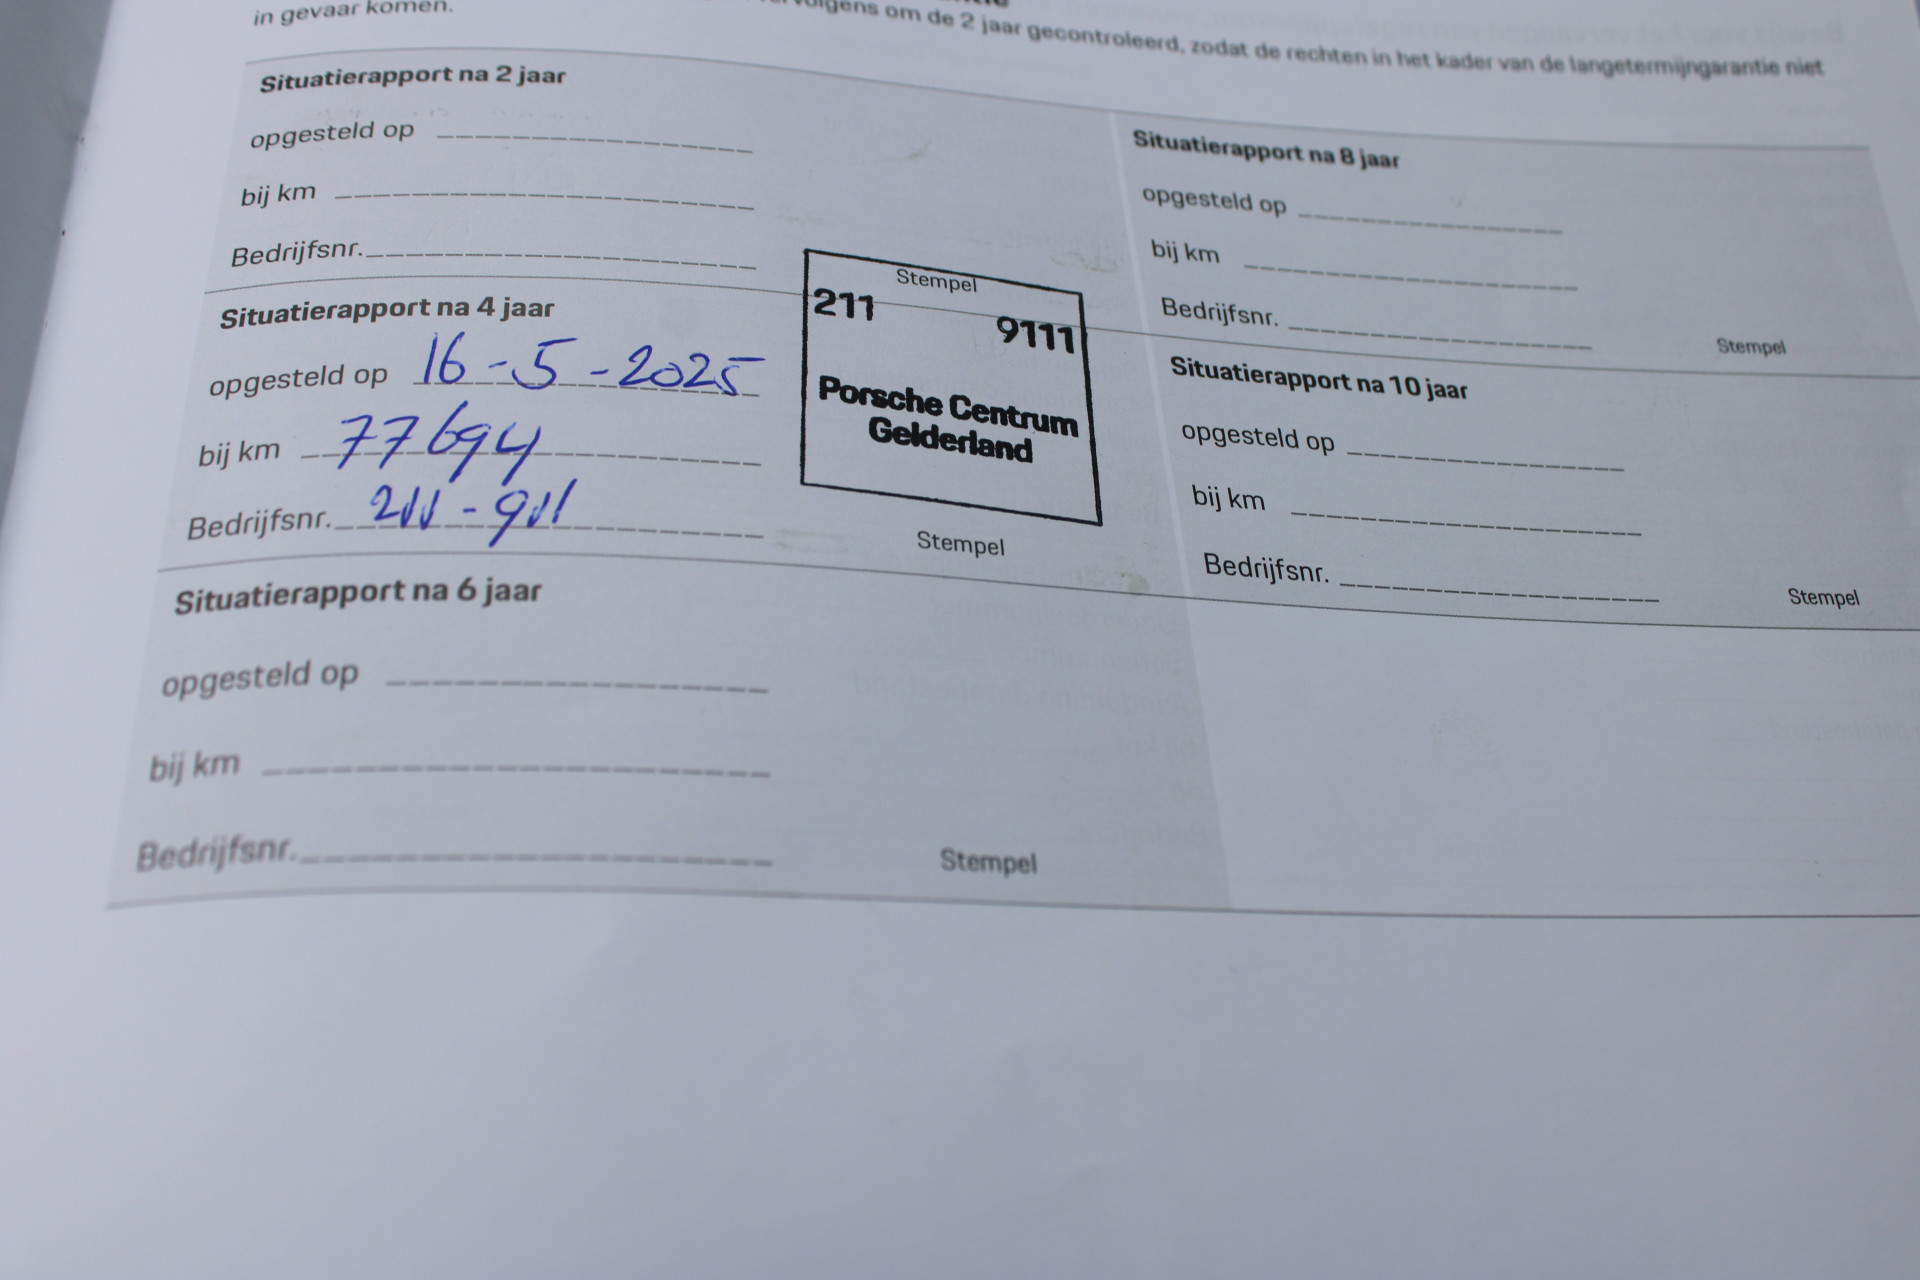 in gevaar komen.
om de 2 jaar gecontroleerd, zodat de rechten in het kader van de langetermijngarantie niet
Situatierapport na 2 jaar
opgesteld op
bij km
Bedrijfsnr.
Stempel
Situatierapport na 4 jaar
opgesteld op 16-5-2025
bij km 77694
Bedrijfsnr. 211-911
211 9111
Porsche Centrum
Gelderland
Stempel
Situatierapport na 6 jaar
opgesteld op
bij km
Bedrijfsnr.
Stempel
Situatierapport na 8 jaar
opgesteld op
bij km
Bedrijfsnr.
Stempel
Situatierapport na 10 jaar
opgesteld op
bij km
Bedrijfsnr.
Stempel